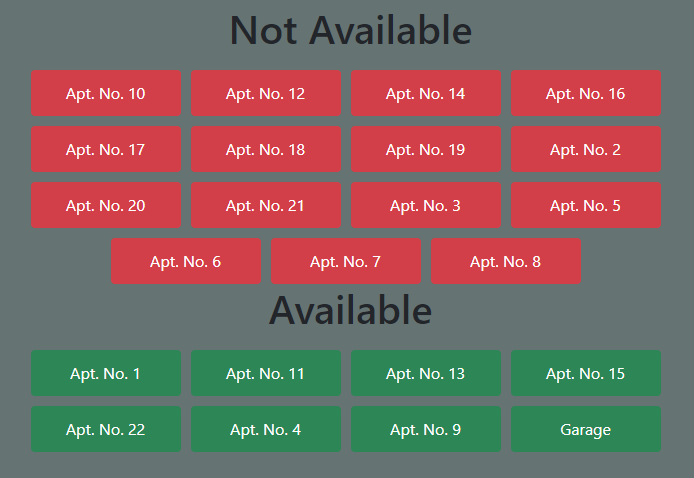 Not Available
Apt. No. 10 Apt. No. 12 Apt. No. 14 Apt. No. 16
Apt. No. 17 Apt. No. 18 Apt. No. 19 Apt. No. 2
Apt. No. 20 Apt. No. 21 Apt. No. 3 Apt. No. 5
Apt. No. 6 Apt. No. 7 Apt. No. 8
Available
Apt. No. 1 Apt. No. 11 Apt. No. 13 Apt. No. 15
Apt. No. 22 Apt. No. 4 Apt. No. 9 Garage